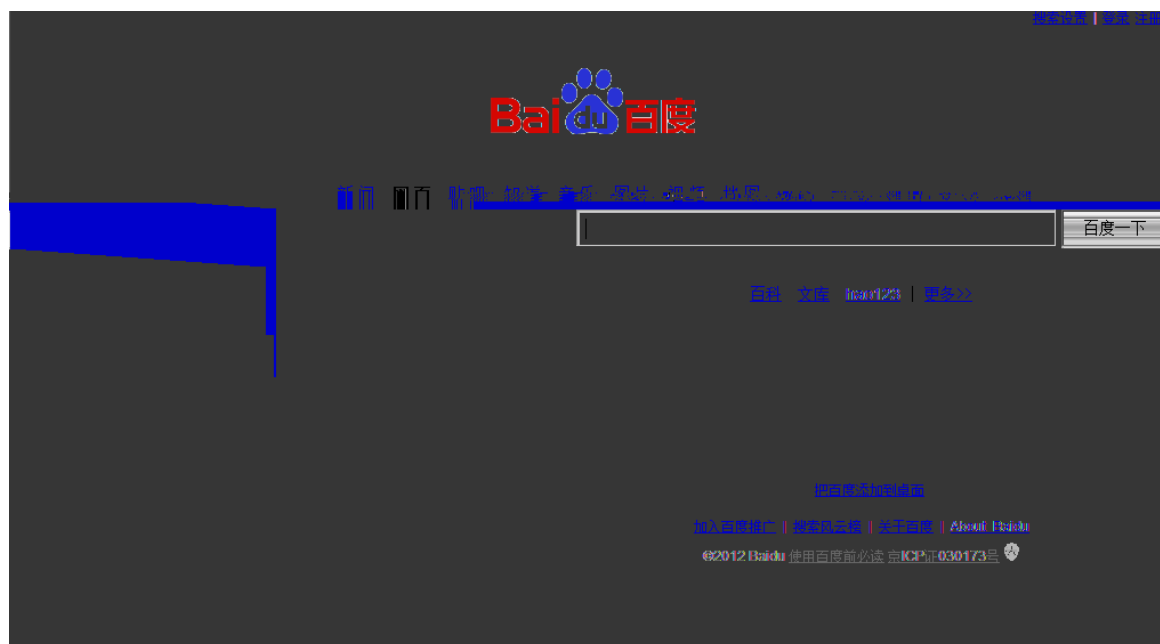 搜索设置 | 登录 注册
Bai du 百度
新闻 网页 贴吧 知道 音乐 图片 视频 地图
百度一下
百科 文库 hao123 | 更多>>
把百度添加到桌面
加入百度推广 | 搜索风云榜 | 关于百度 | About Baidu
©2012 Baidu 使用百度前必读 京ICP证030173号